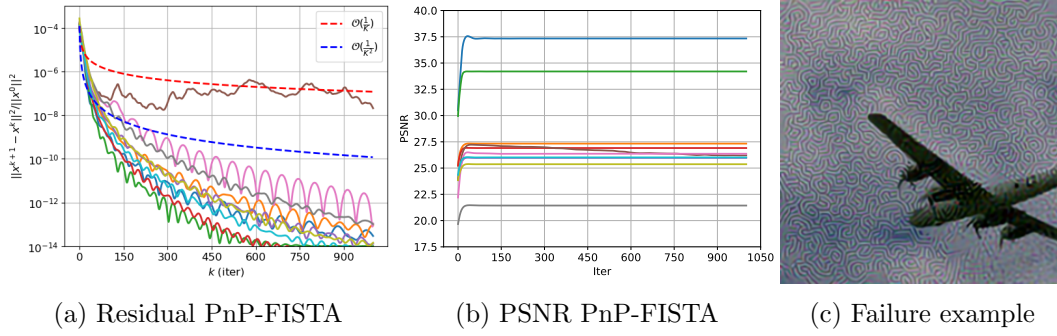 10⁻⁴
10⁻⁶
10⁻⁸
10⁻¹⁰
10⁻¹²
10⁻¹⁴
||x^{k+1} − x^k||²/||x⁰||²
O(1/K)
O(1/K²)
0 150 300 450 600 750 900
k (iter)
40.0
37.5
35.0
32.5
30.0
27.5
25.0
22.5
20.0
17.5
PSNR
0 150 300 450 600 750 900 1050
Iter
(a) Residual PnP-FISTA
(b) PSNR PnP-FISTA
(c) Failure example